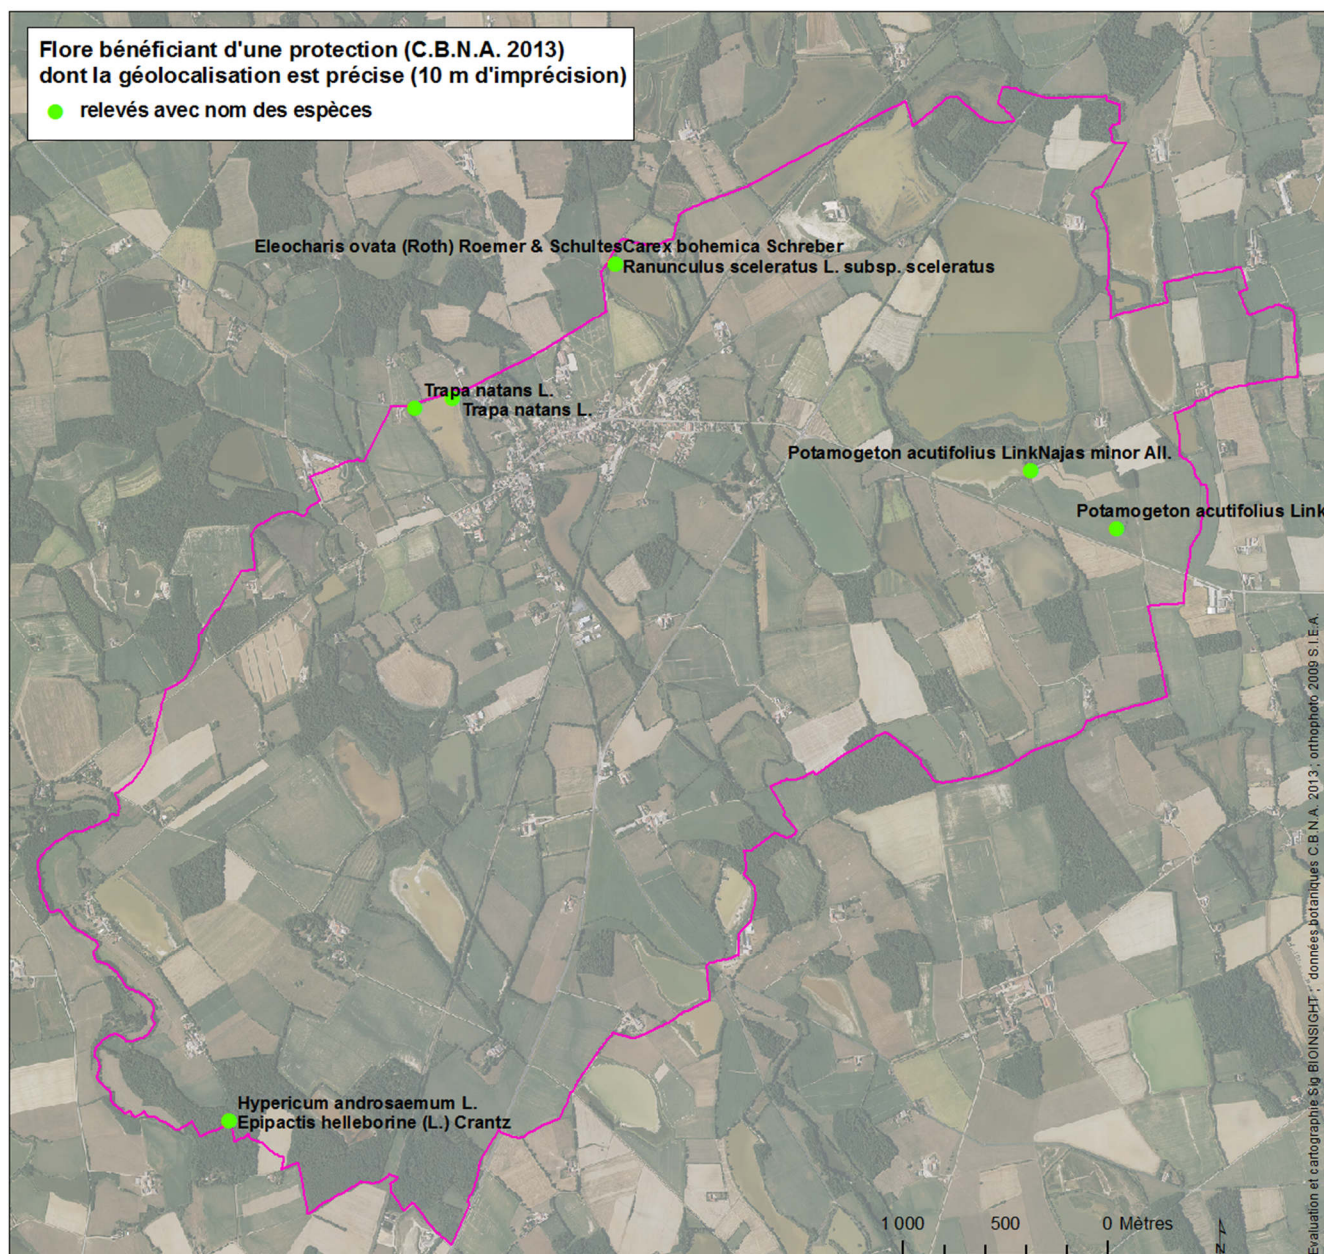 Flore bénéficiant d'une protection (C.B.N.A. 2013)
dont la géolocalisation est précise (10 m d'imprécision)
relevés avec nom des espèces
Eleocharis ovata (Roth) Roemer & SchultesCarex bohemica Schreber
Ranunculus sceleratus L. subsp. sceleratus
Trapa natans L.
Trapa natans L.
Potamogeton acutifolius LinkNajas minor All.
Potamogeton acutifolius Link
Hypericum androsaemum L.
Epipactis helleborine (L.) Crantz
1 000 500 0 Mètres
N
Evaluation et cartographie Sig BIOINSIGHT ; données botaniques C.B.N.A. 2013 ; orthophoto 2009 S.I.E.A.